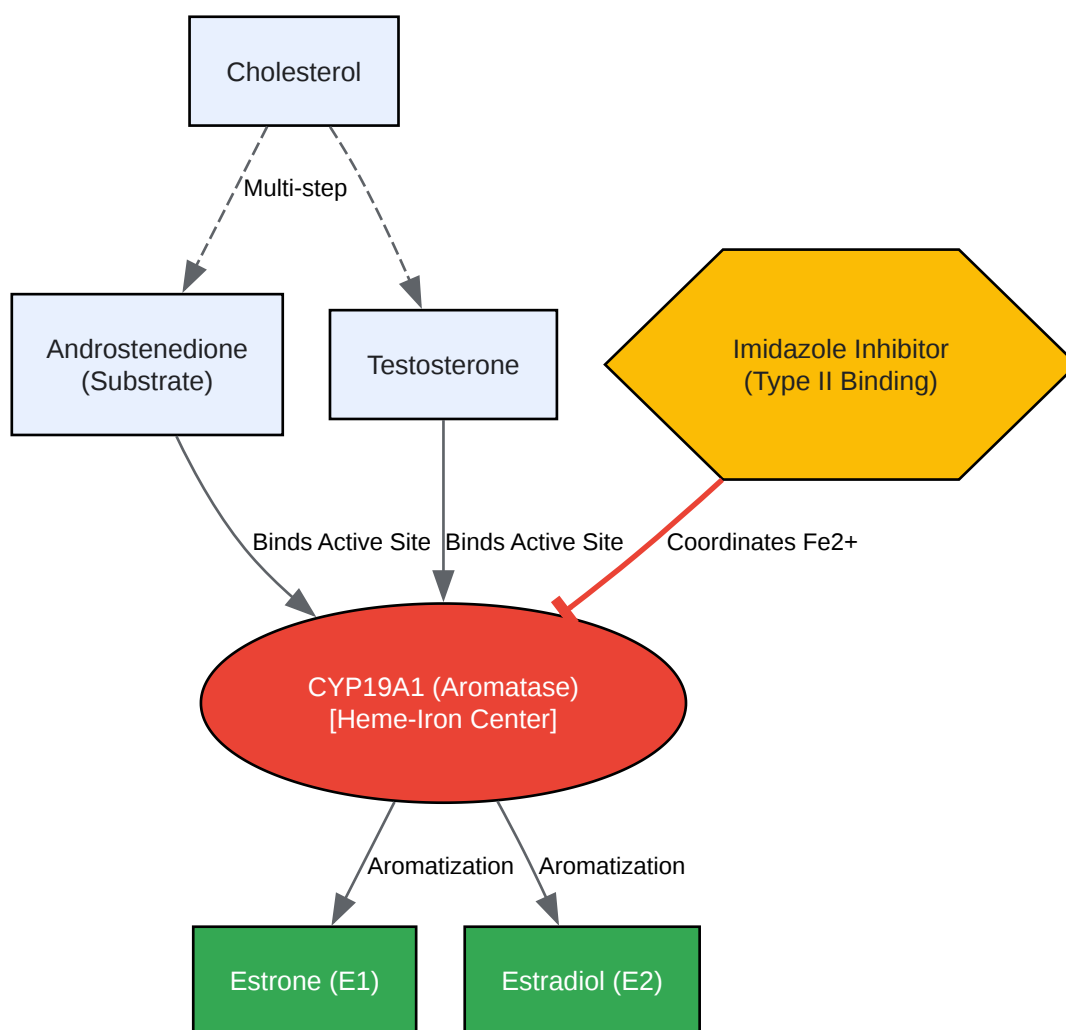 Cholesterol
Multi-step
Androstenedione
(Substrate)
Testosterone
Imidazole Inhibitor
(Type II Binding)
Binds Active Site
Binds Active Site
Coordinates Fe2+
CYP19A1 (Aromatase)
[Heme-Iron Center]
Aromatization
Aromatization
Estrone (E1)
Estradiol (E2)